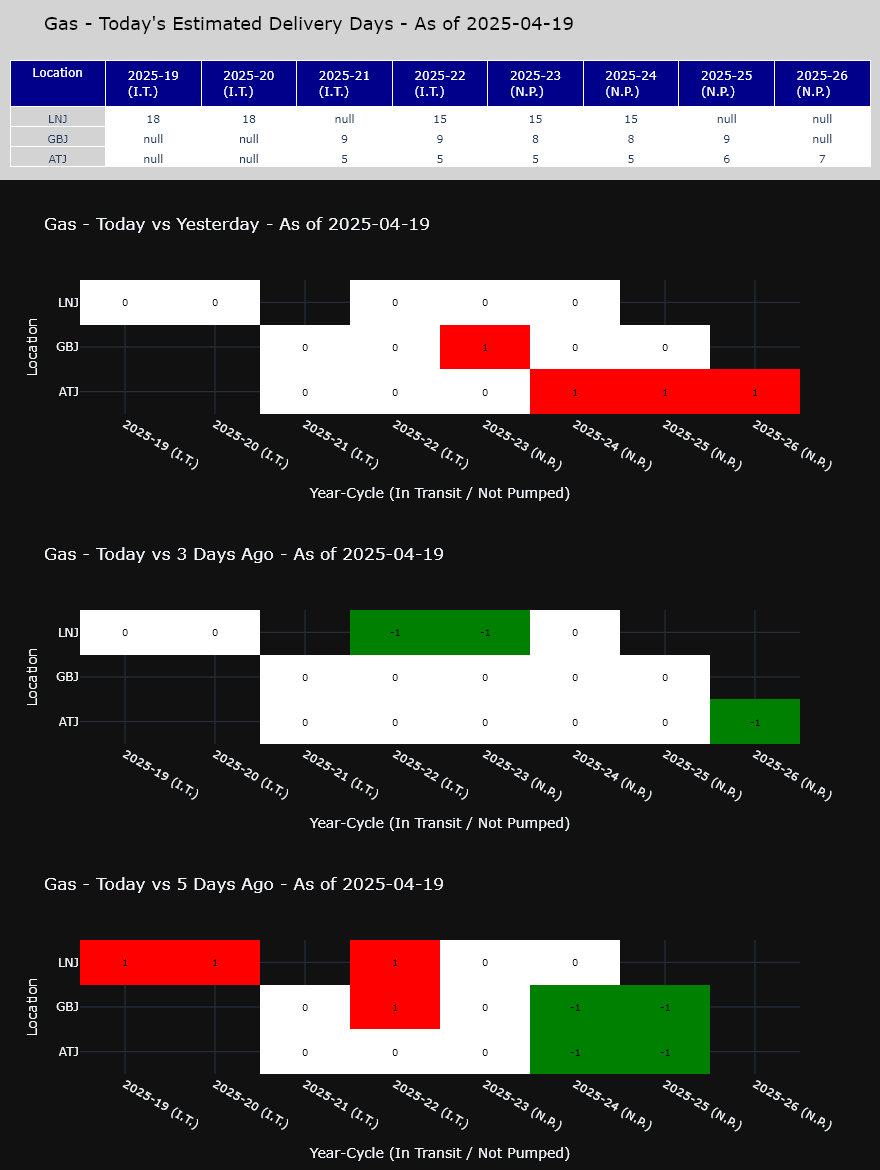 Gas - Today's Estimated Delivery Days - As of 2025-04-19
Location 2025-19 (I.T.) 2025-20 (I.T.) 2025-21 (I.T.) 2025-22 (I.T.) 2025-23 (N.P.) 2025-24 (N.P.) 2025-25 (N.P.) 2025-26 (N.P.)
LNJ 18 18 null 15 15 15 null null
GBJ null null 9 9 8 8 9 null
ATJ null null 5 5 5 5 6 7
Gas - Today vs Yesterday - As of 2025-04-19
Location
LNJ 0 0 0 0 0
GBJ 0 0 1 0 0
ATJ 0 0 0 1 1 1
2025-19 (I.T.) 2025-20 (I.T.) 2025-21 (I.T.) 2025-22 (I.T.) 2025-23 (N.P.) 2025-24 (N.P.) 2025-25 (N.P.) 2025-26 (N.P.)
Year-Cycle (In Transit / Not Pumped)
Gas - Today vs 3 Days Ago - As of 2025-04-19
Location
LNJ 0 0 -1 -1 0
GBJ 0 0 0 0 0
ATJ 0 0 0 0 0 -1
2025-19 (I.T.) 2025-20 (I.T.) 2025-21 (I.T.) 2025-22 (I.T.) 2025-23 (N.P.) 2025-24 (N.P.) 2025-25 (N.P.) 2025-26 (N.P.)
Year-Cycle (In Transit / Not Pumped)
Gas - Today vs 5 Days Ago - As of 2025-04-19
Location
LNJ 1 1 1 0 0
GBJ 0 1 0 -1 -1
ATJ 0 0 0 -1 -1
2025-19 (I.T.) 2025-20 (I.T.) 2025-21 (I.T.) 2025-22 (I.T.) 2025-23 (N.P.) 2025-24 (N.P.) 2025-25 (N.P.) 2025-26 (N.P.)
Year-Cycle (In Transit / Not Pumped)